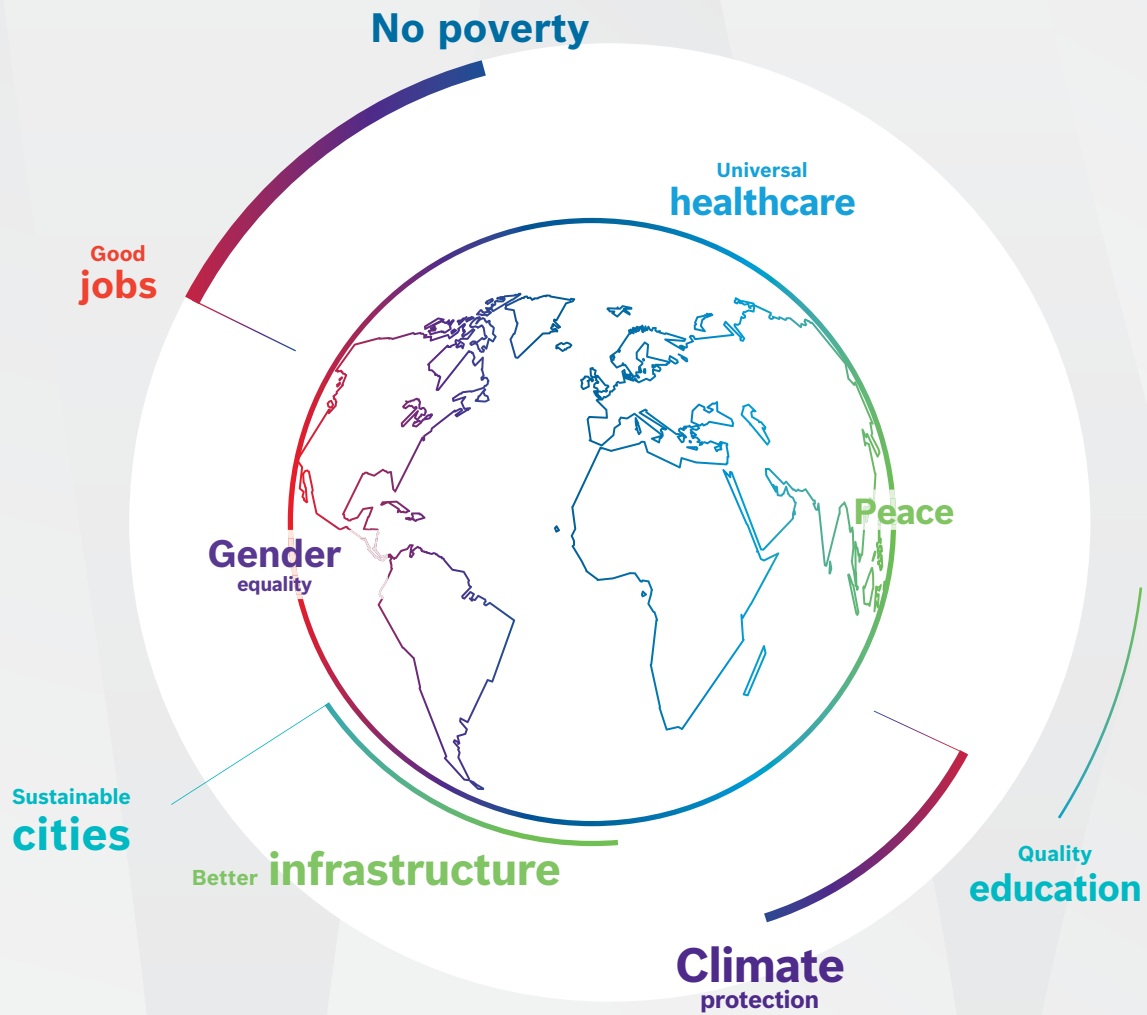 No poverty
Universal
healthcare
Good
jobs
Peace
Gender
equality
Sustainable
cities
Better infrastructure
Quality
education
Climate
protection